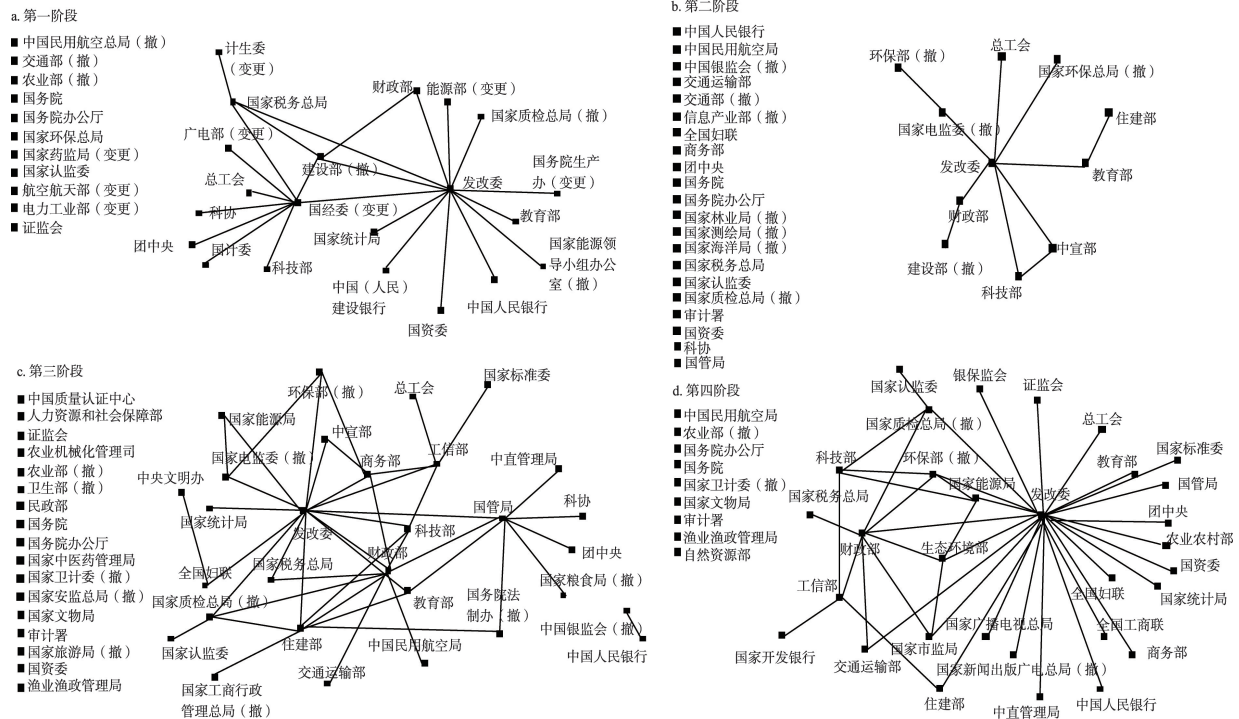 a. 第一阶段
中国民用航空总局（撤）
交通部（撤）
农业部（撤）
国务院
国务院办公厅
国家环保总局
国家药监局（变更）
国家认监委
航空航天部（变更）
电力工业部（变更）
证监会
计生委
（变更）
国家税务总局
广电部（变更）
建设部（撤）
总工会
科协
国经委（变更）
团中央
国计委
科技部
财政部
能源部（变更）
国家质检总局（撤）
国务院生产
办（变更）
发改委
教育部
国家统计局
国家能源领
导小组办公
室（撤）
中国（人民）
建设银行
中国人民银行
国资委
b. 第二阶段
中国人民银行
中国民用航空局
中国银监会（撤）
交通运输部
交通部（撤）
信息产业部（撤）
全国妇联
商务部
团中央
国务院
国务院办公厅
国家林业局（撤）
国家测绘局（撤）
国家海洋局（撤）
国家税务总局
国家认监委
国家质检总局（撤）
审计署
国资委
科协
国管局
环保部（撤）
总工会
国家环保总局（撤）
国家电监委（撤）
住建部
发改委
教育部
财政部
建设部（撤）
中宣部
科技部
c. 第三阶段
中国质量认证中心
人力资源和社会保障部
证监会
农业机械化管理司
农业部（撤）
卫生部（撤）
民政部
国务院
国务院办公厅
国家中医药管理局
国家卫计委（撤）
国家安监总局（撤）
国家文物局
审计署
国家旅游局（撤）
国资委
渔业渔政管理局
环保部（撤）
总工会
国家标准委
国家能源局
中宣部
工信部
国家电监委（撤）
商务部
中直管理局
中央文明办
国管局
科协
国家统计局
发改委
科技部
财政部
团中央
全国妇联
国家税务总局
国家粮食局（撤）
国家质检总局（撤）
教育部
国务院法
制办（撤）
中国银监会（撤）
国家认监委
住建部
中国民用航空局
中国人民银行
交通运输部
国家工商行政
管理总局（撤）
d. 第四阶段
中国民用航空局
农业部（撤）
国务院办公厅
国务院
国家卫计委（撤）
国家文物局
审计署
渔业渔政管理局
自然资源部
国家认监委
银保监会
证监会
国家质检总局（撤）
总工会
科技部
环保部（撤）
教育部
国家标准委
国家税务总局
国家能源局
发改委
国管局
团中央
财政部
生态环境部
农业农村部
国资委
工信部
全国妇联
国家统计局
国家广播电视总局
全国工商联
国家开发银行
交通运输部
国家市监局
商务部
国家新闻出版广电总局（撤）
住建部
中直管理局
中国人民银行